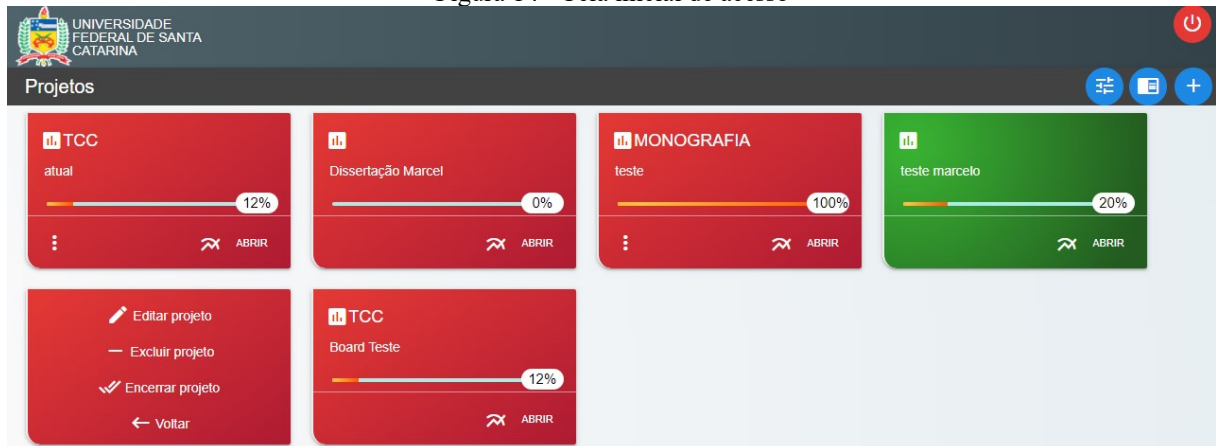 UNIVERSIDADE
FEDERAL DE SANTA
CATARINA
Projetos
TCC
atual
12%
ABRIR
Dissertação Marcel
0%
ABRIR
MONOGRAFIA
teste
100%
ABRIR
teste marcelo
20%
ABRIR
Editar projeto
Excluir projeto
Encerrar projeto
Voltar
TCC
Board Teste
12%
ABRIR